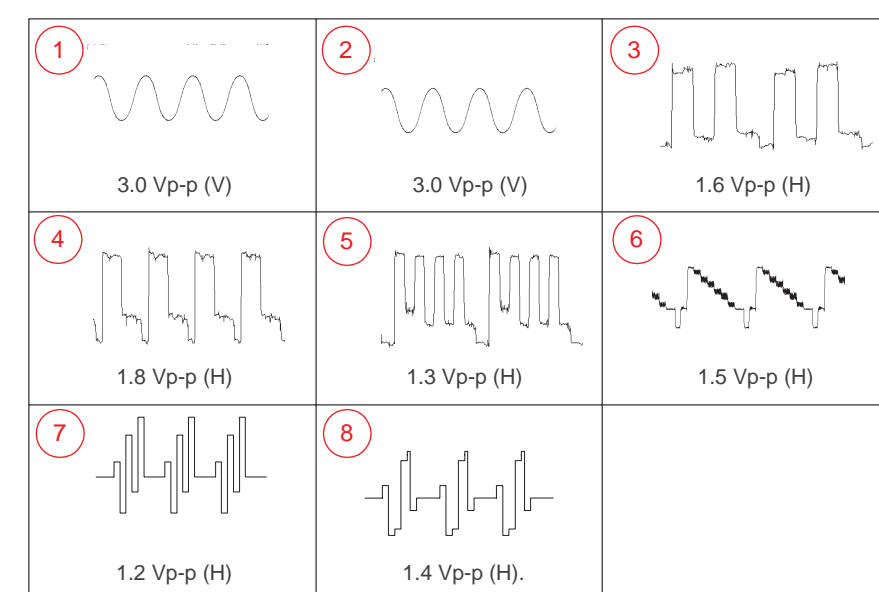 1
3.0 Vp-p (V)
2
3.0 Vp-p (V)
3
1.6 Vp-p (H)
4
1.8 Vp-p (H)
5
1.3 Vp-p (H)
6
1.5 Vp-p (H)
7
1.2 Vp-p (H)
8
1.4 Vp-p (H).